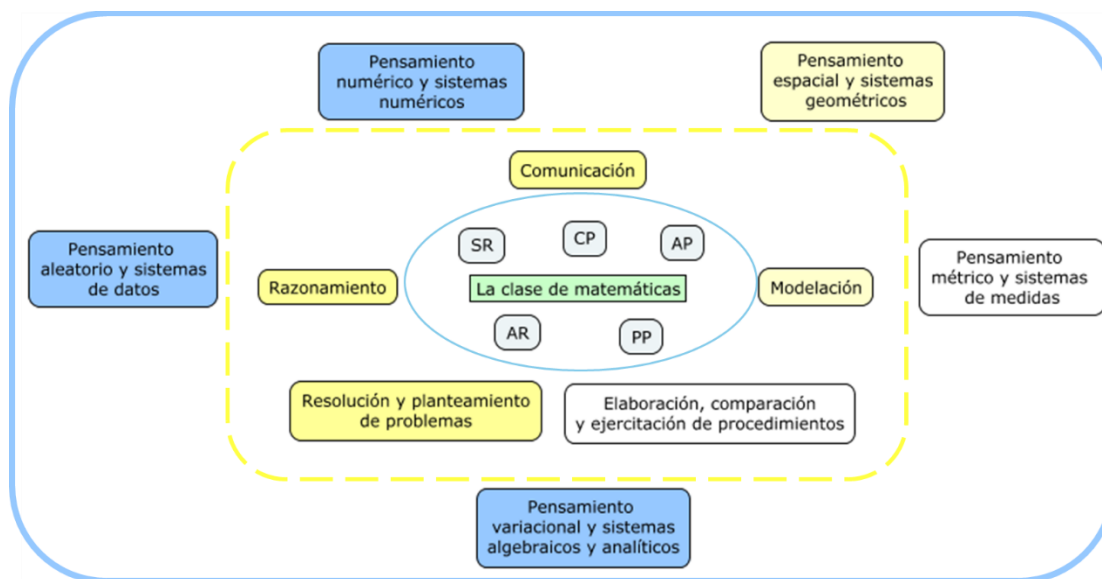 Pensamiento
numérico y sistemas
numéricos
Pensamiento
espacial y sistemas
geométricos
Comunicación
Pensamiento
aleatorio y sistemas
de datos
Razonamiento
SR
CP
AP
La clase de matemáticas
AR
PP
Modelación
Pensamiento
métrico y sistemas
de medidas
Resolución y planteamiento
de problemas
Elaboración, comparación
y ejercitación de procedimientos
Pensamiento
variacional y sistemas
algebraicos y analíticos